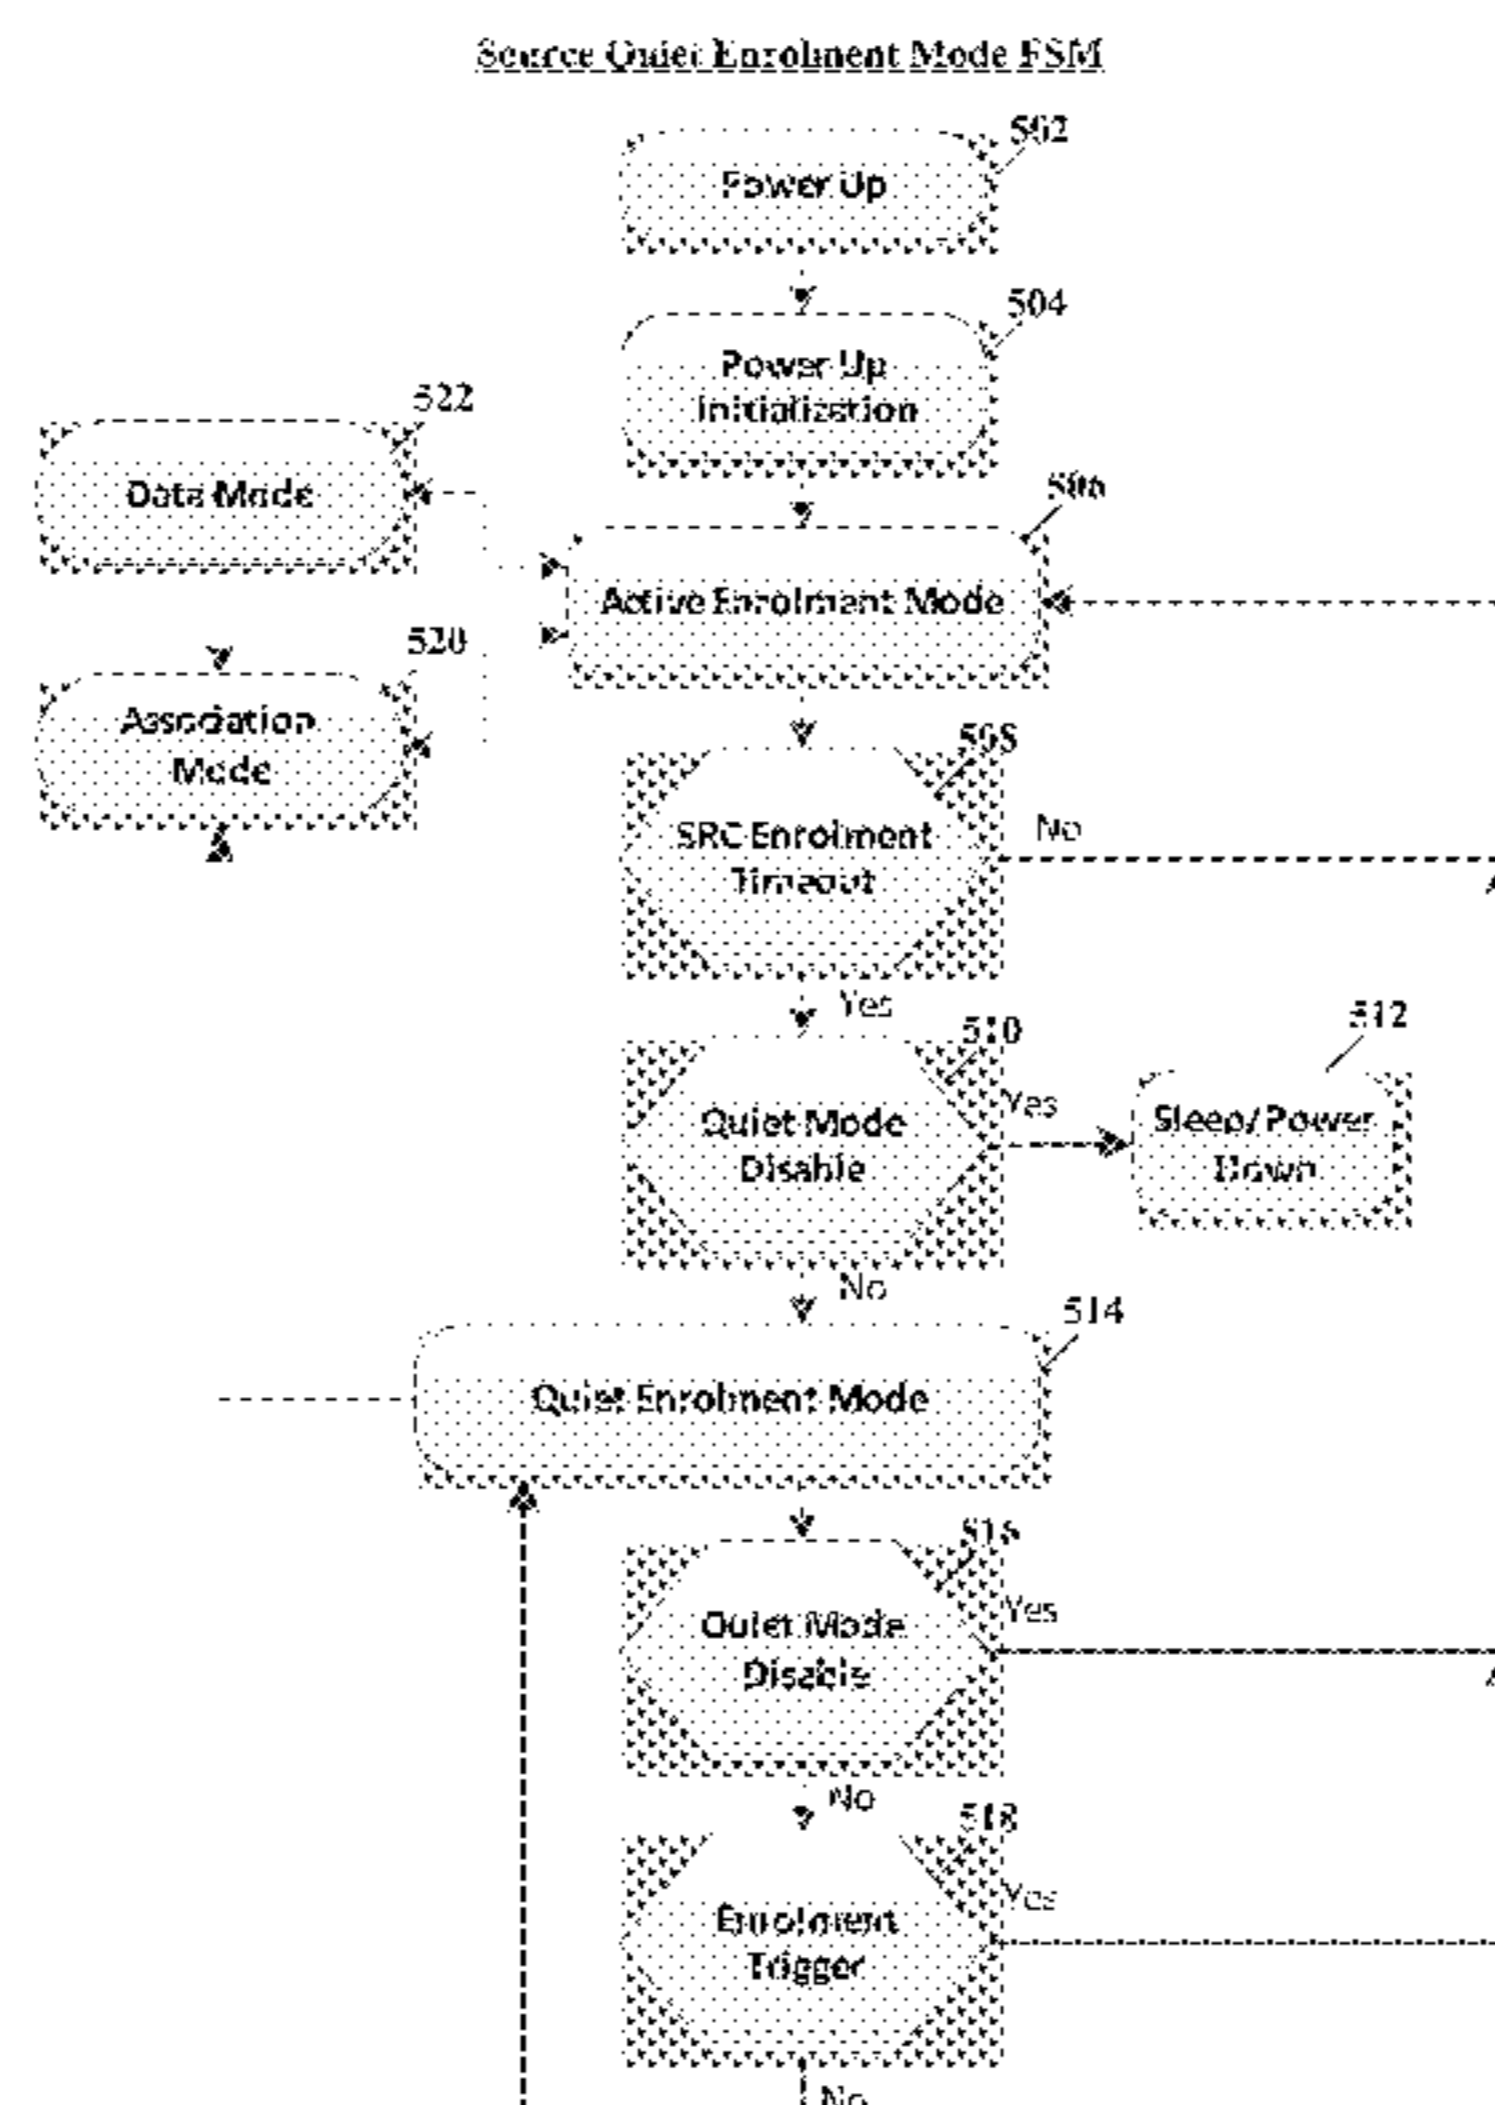 Source Quiet Enrolment Mode FSM
502
Power Up
504
Power Up
Initialization
522
Data Mode
506
Active Enrolment Mode
520
Association
Mode
508
SRC Enrolment
Timeout
No
Yes
510
Quiet Mode
Disable
Yes
512
Sleep/Power
Down
No
514
Quiet Enrolment Mode
516
Quiet Mode
Disable
Yes
No
518
Enrolment
Trigger
Yes
No